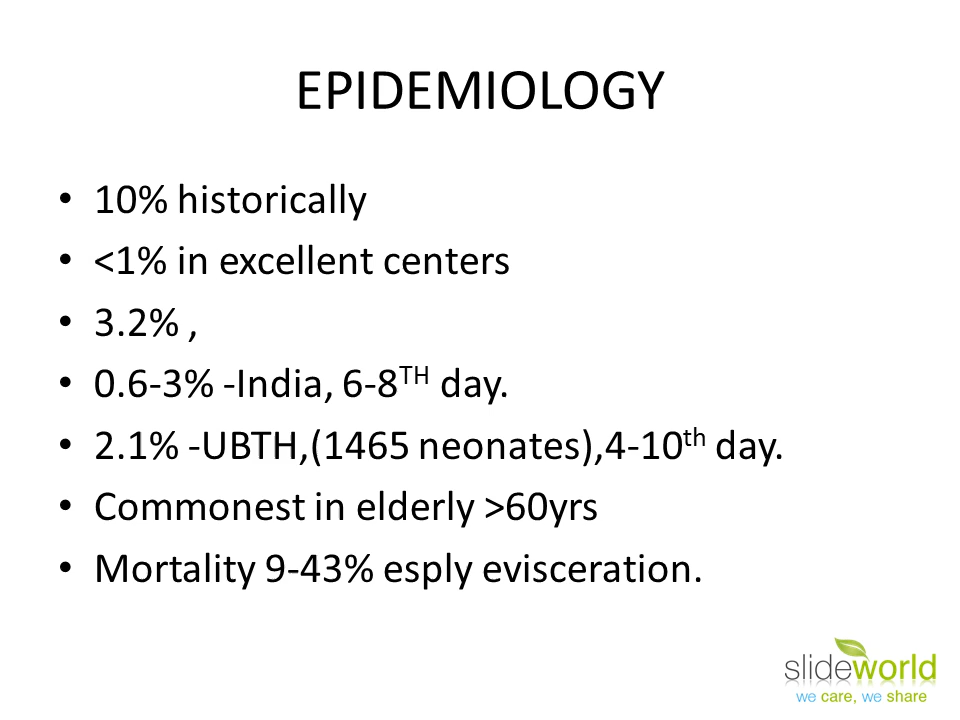 EPIDEMIOLOGY
• 10% historically
• <1% in excellent centers
• 3.2% ,
• 0.6-3% -India, 6-8TH day.
• 2.1% -UBTH,(1465 neonates),4-10th day.
• Commonest in elderly >60yrs
• Mortality 9-43% esply evisceration.
slideworld
we care, we share